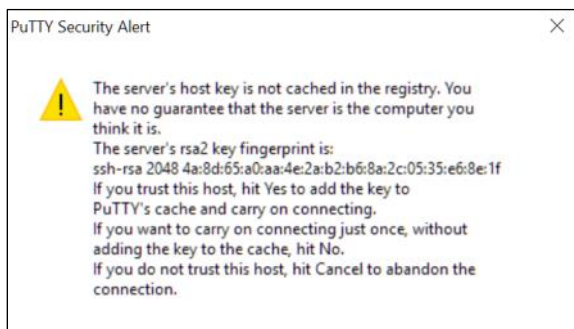 PuTTY Security Alert
The server's host key is not cached in the registry. You
have no guarantee that the server is the computer you
think it is.
The server's rsa2 key fingerprint is:
ssh-rsa 2048 4a:8d:65:a0:aa:4e:2a:b2:b6:8a:2c:05:35:e6:8e:1f
If you trust this host, hit Yes to add the key to
PuTTY's cache and carry on connecting.
If you want to carry on connecting just once, without
adding the key to the cache, hit No.
If you do not trust this host, hit Cancel to abandon the
connection.